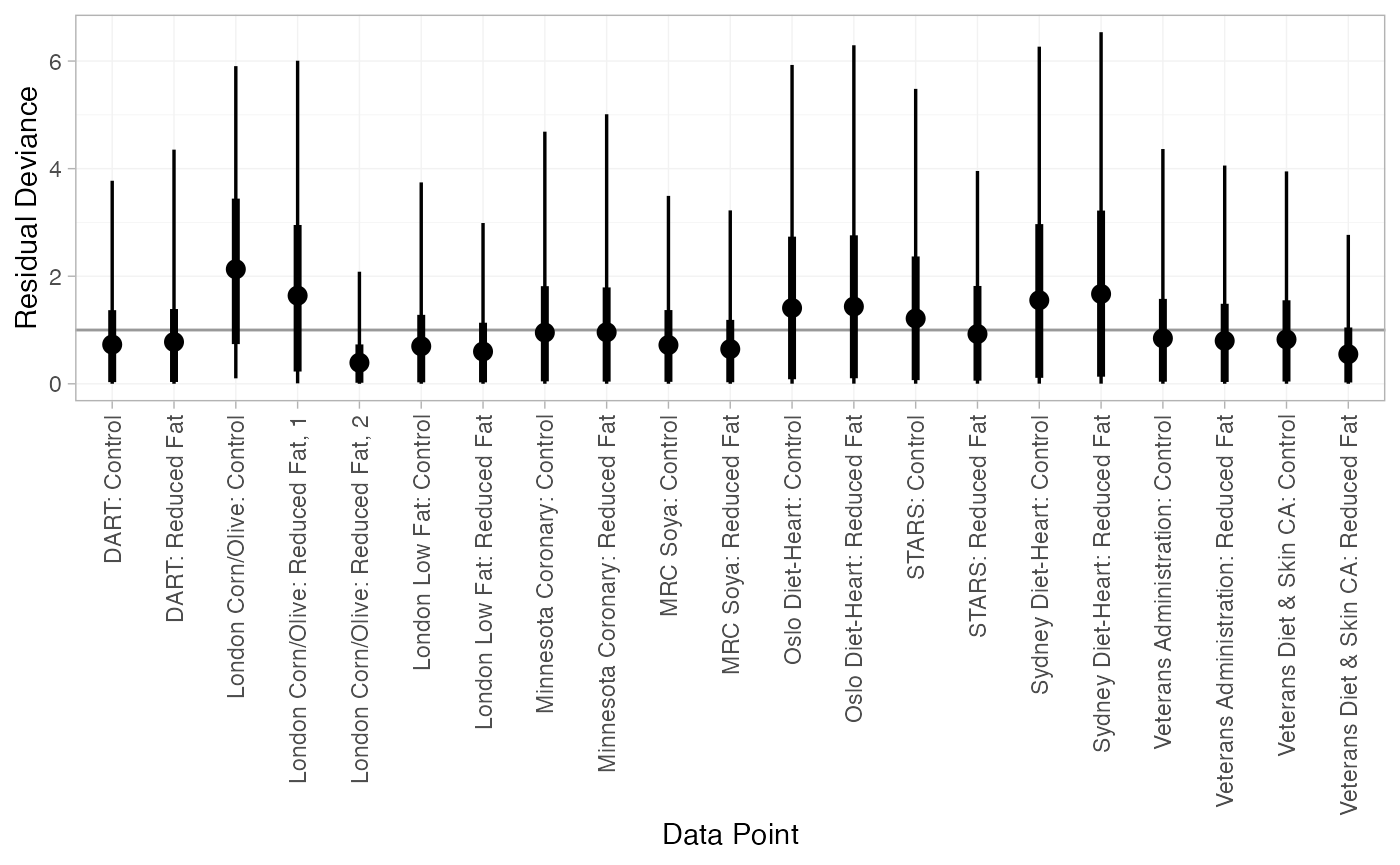 Residual Deviance
6
4
2
0
DART: Control
DART: Reduced Fat
London Corn/Olive: Control
London Corn/Olive: Reduced Fat, 1
London Corn/Olive: Reduced Fat, 2
London Low Fat: Control
London Low Fat: Reduced Fat
Minnesota Coronary: Control
Minnesota Coronary: Reduced Fat
MRC Soya: Control
MRC Soya: Reduced Fat
Oslo Diet-Heart: Control
Oslo Diet-Heart: Reduced Fat
STARS: Control
STARS: Reduced Fat
Sydney Diet-Heart: Control
Sydney Diet-Heart: Reduced Fat
Veterans Administration: Control
Veterans Administration: Reduced Fat
Veterans Diet & Skin CA: Control
Veterans Diet & Skin CA: Reduced Fat
Data Point